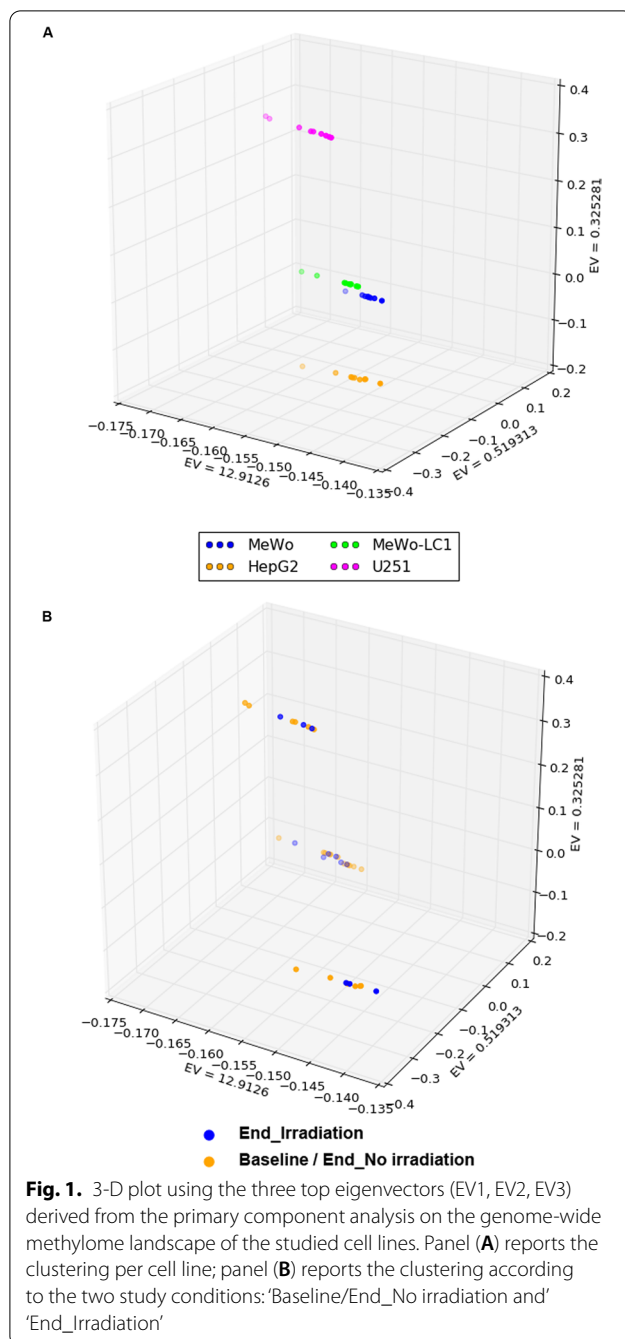 A
0.4
0.3
0.2
0.1
0.0
−0.1
−0.2
EV = 0.325281
0.2
0.1
0.0
−0.1
−0.2
−0.3
−0.4
EV = 0.519313
−0.175
−0.170
−0.165
−0.160
−0.155
−0.150
−0.145
−0.140
−0.135
EV = 12.9126
MeWo MeWo-LC1
HepG2 U251
B
0.4
0.3
0.2
0.1
0.0
−0.1
−0.2
EV = 0.325281
0.2
0.1
0.0
−0.1
−0.2
−0.3
−0.4
EV = 0.519313
−0.175
−0.170
−0.165
−0.160
−0.155
−0.150
−0.145
−0.140
−0.135
EV = 12.9126
End_Irradiation
Baseline / End_No irradiation
Fig. 1. 3-D plot using the three top eigenvectors (EV1, EV2, EV3)
derived from the primary component analysis on the genome-wide
methylome landscape of the studied cell lines. Panel (A) reports the
clustering per cell line; panel (B) reports the clustering according
to the two study conditions: ‘Baseline/End_No irradiation and’
‘End_Irradiation’